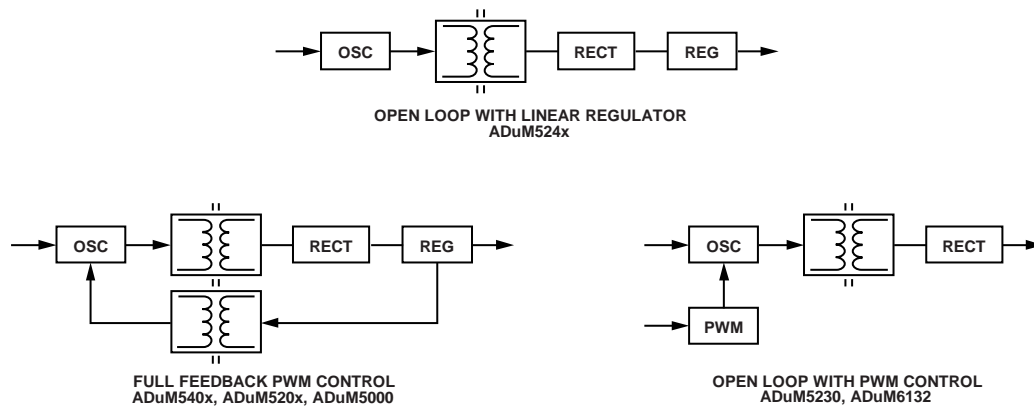 OSC
RECT
REG
OPEN LOOP WITH LINEAR REGULATOR
ADuM524x
OSC
RECT
REG
FULL FEEDBACK PWM CONTROL
ADuM540x, ADuM520x, ADuM5000
OSC
RECT
PWM
OPEN LOOP WITH PWM CONTROL
ADuM5230, ADuM6132